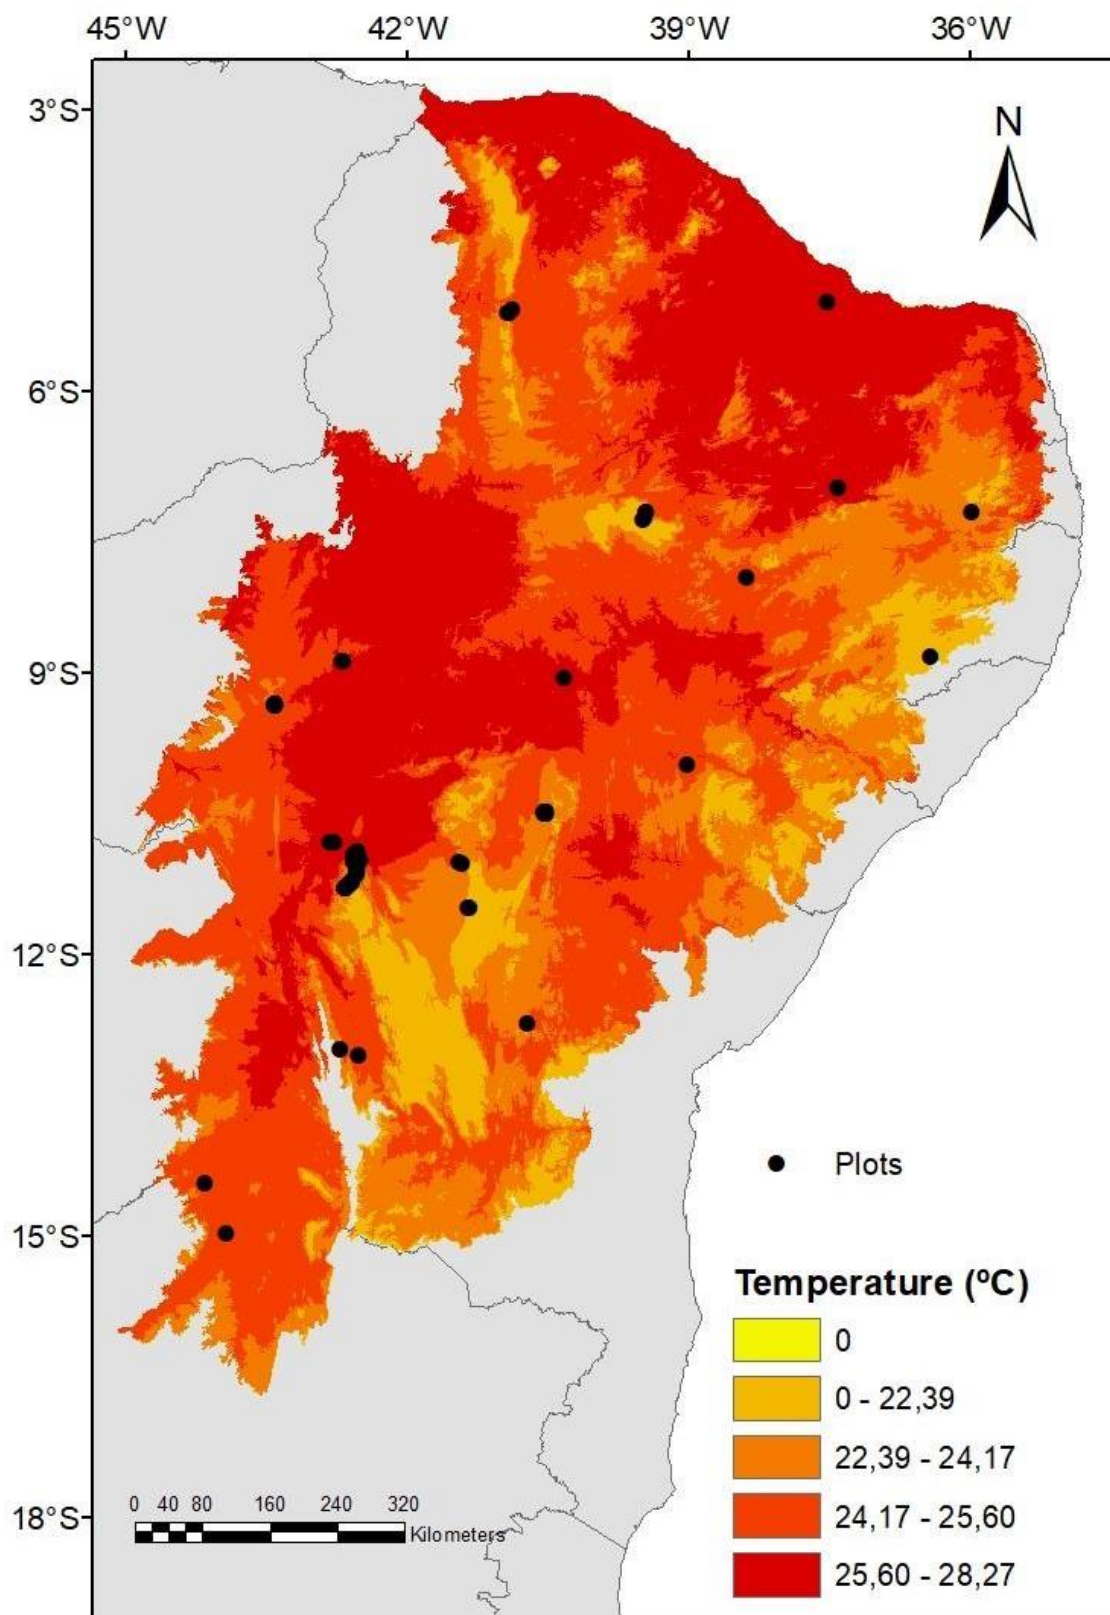 45°W 42°W 39°W 36°W
3°S
N
6°S
9°S
12°S
Plots
15°S
Temperature (ºC)
0
0 - 22,39
22,39 - 24,17
24,17 - 25,60
25,60 - 28,27
0 40 80 160 240 320
Kilometers
18°S